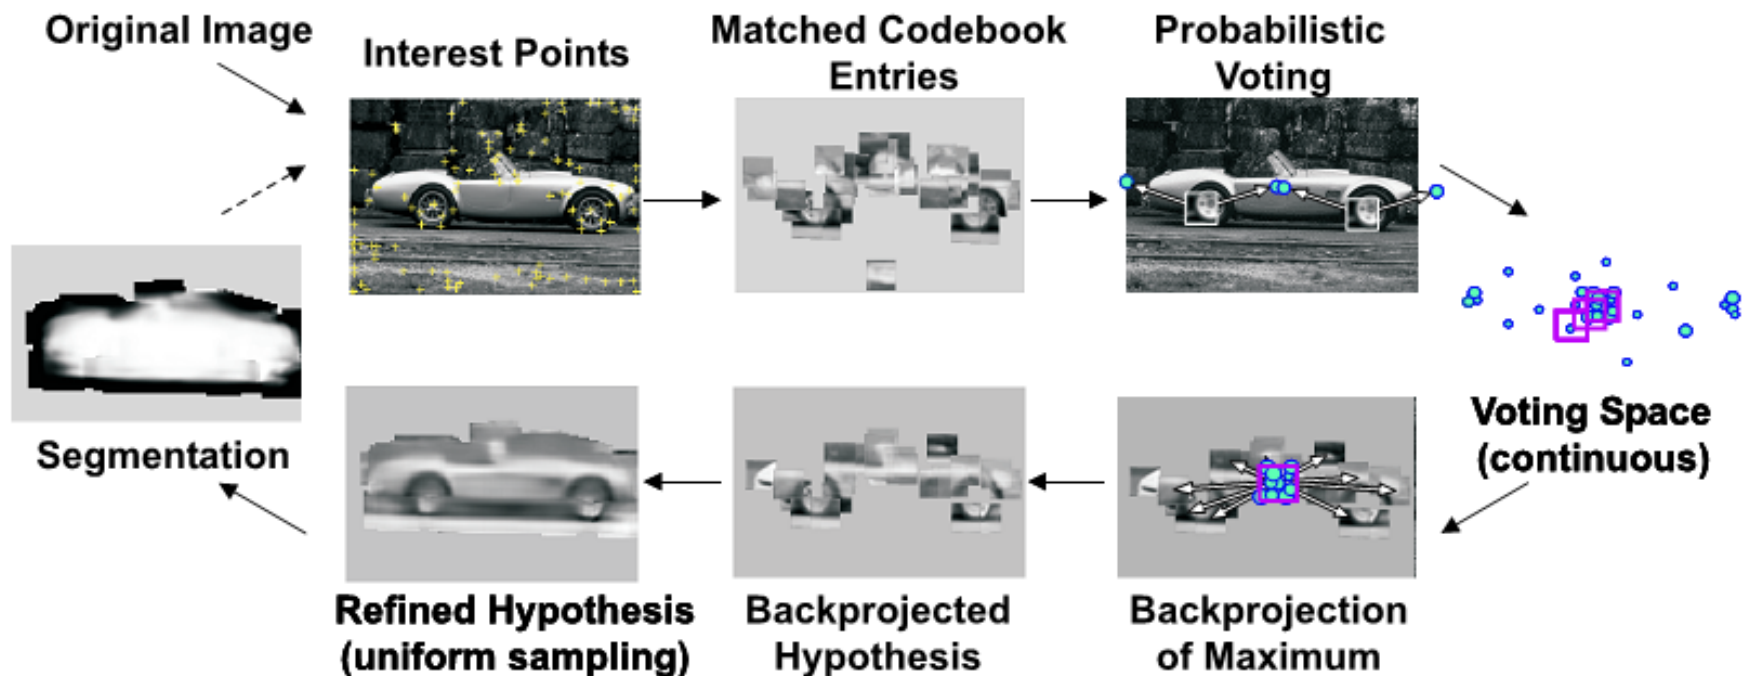 Original Image
Interest Points
Matched Codebook
Entries
Probabilistic
Voting
Voting Space
(continuous)
Segmentation
Refined Hypothesis
(uniform sampling)
Backprojected
Hypothesis
Backprojection
of Maximum